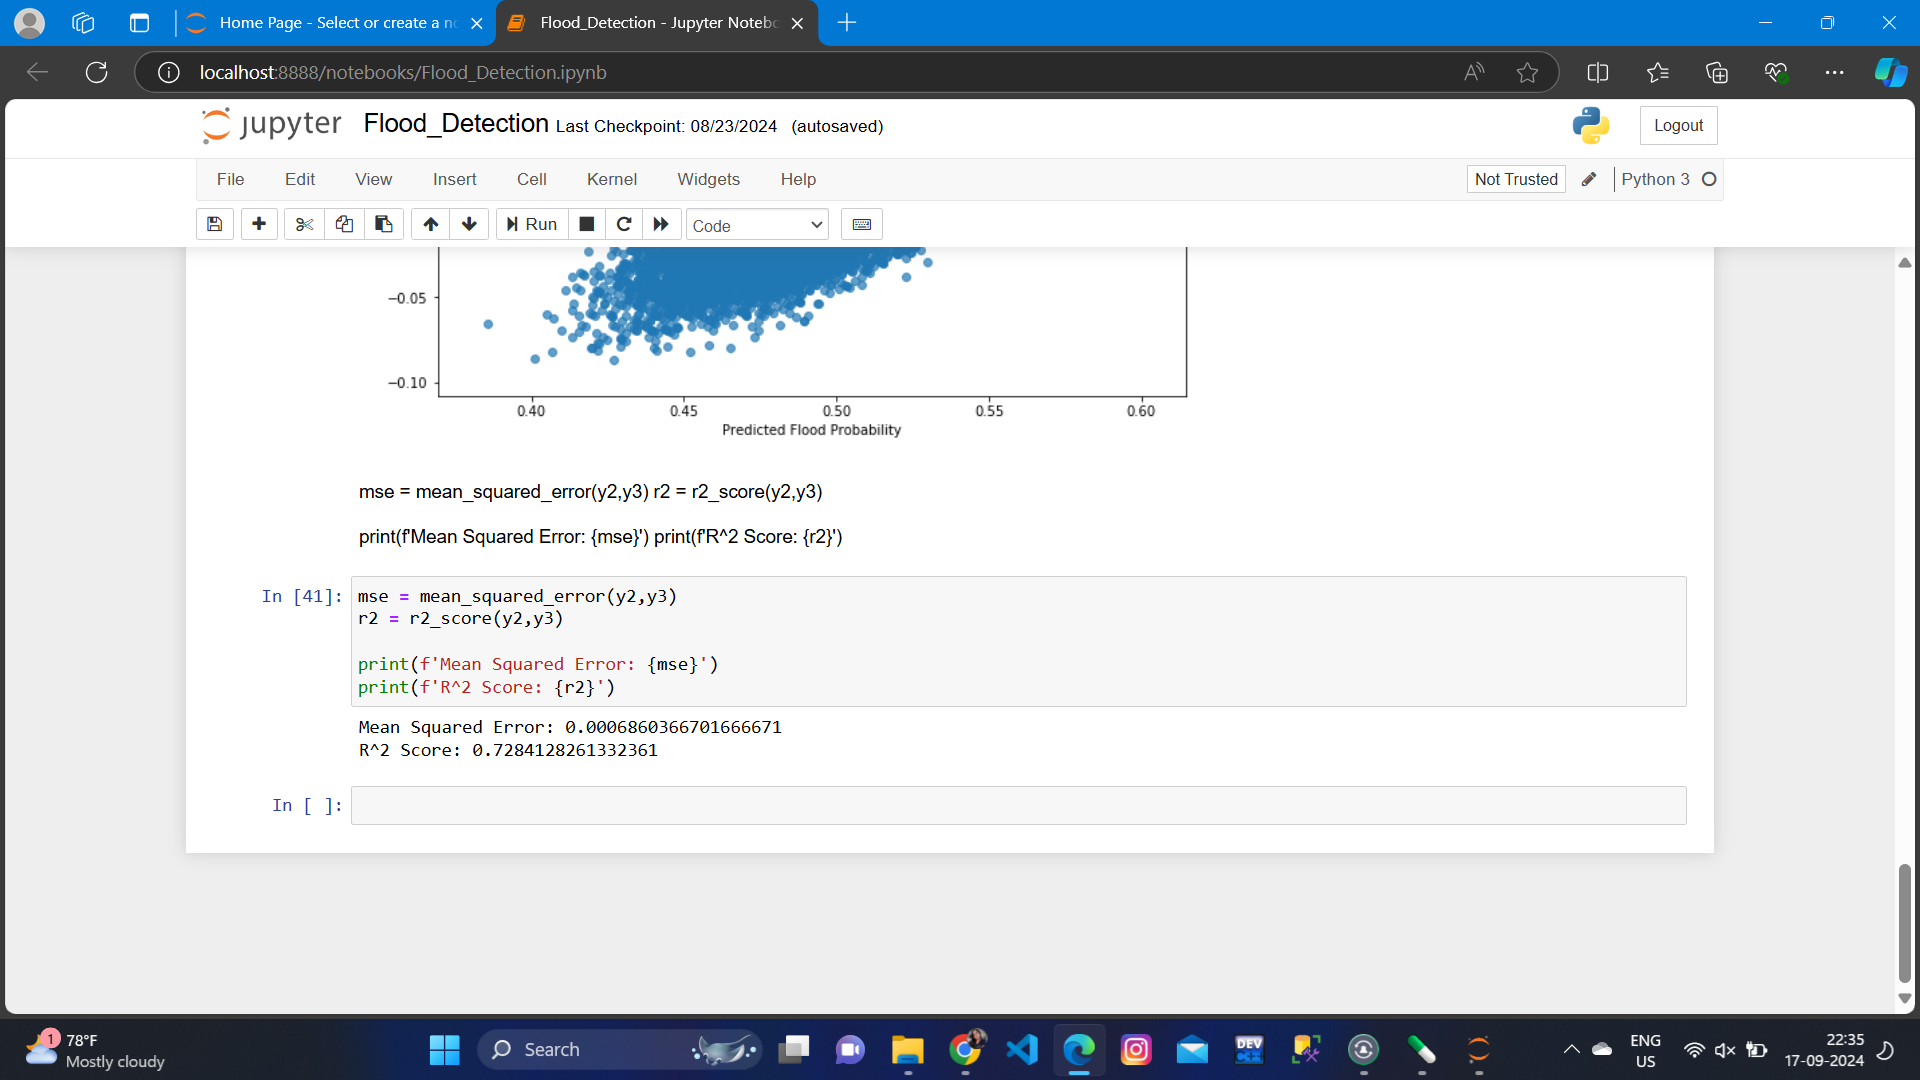 Home Page - Select or create a n
Flood_Detection - Jupyter Noteb
localhost:8888/notebooks/Flood_Detection.ipynb
jupyter Flood_Detection Last Checkpoint: 08/23/2024 (autosaved)
Logout
File Edit View Insert Cell Kernel Widgets Help
Not Trusted
Python 3
Run
Code
−0.05
−0.10
0.40 0.45 0.50 0.55 0.60
Predicted Flood Probability
mse = mean_squared_error(y2,y3) r2 = r2_score(y2,y3)
print(f'Mean Squared Error: {mse}') print(f'R^2 Score: {r2}')
In [41]:
mse = mean_squared_error(y2,y3)
r2 = r2_score(y2,y3)
print(f'Mean Squared Error: {mse}')
print(f'R^2 Score: {r2}')
Mean Squared Error: 0.0006860366701666671
R^2 Score: 0.7284128261332361
In [ ]:
1
78°F
Mostly cloudy
Search
DEV
C++
ENG
US
22:35
17-09-2024